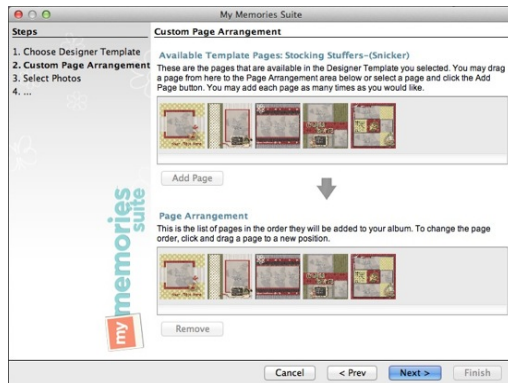 My Memories Suite
Steps
1. Choose Designer Template
2. Custom Page Arrangement
3. Select Photos
4. ...
Custom Page Arrangement
Available Template Pages: Stocking Stuffers-(Snicker)
These are the pages that are available in the Designer Template you selected. You may drag
a page from here to the Page Arrangement area below or select a page and click the Add
Page button. You may add each page as many times as you would like.
Add Page
Page Arrangement
This is the list of pages in the order they will be added to your album. To change the page
order, click and drag a page to a new position.
Remove
my memories
suite
Cancel
< Prev
Next >
Finish